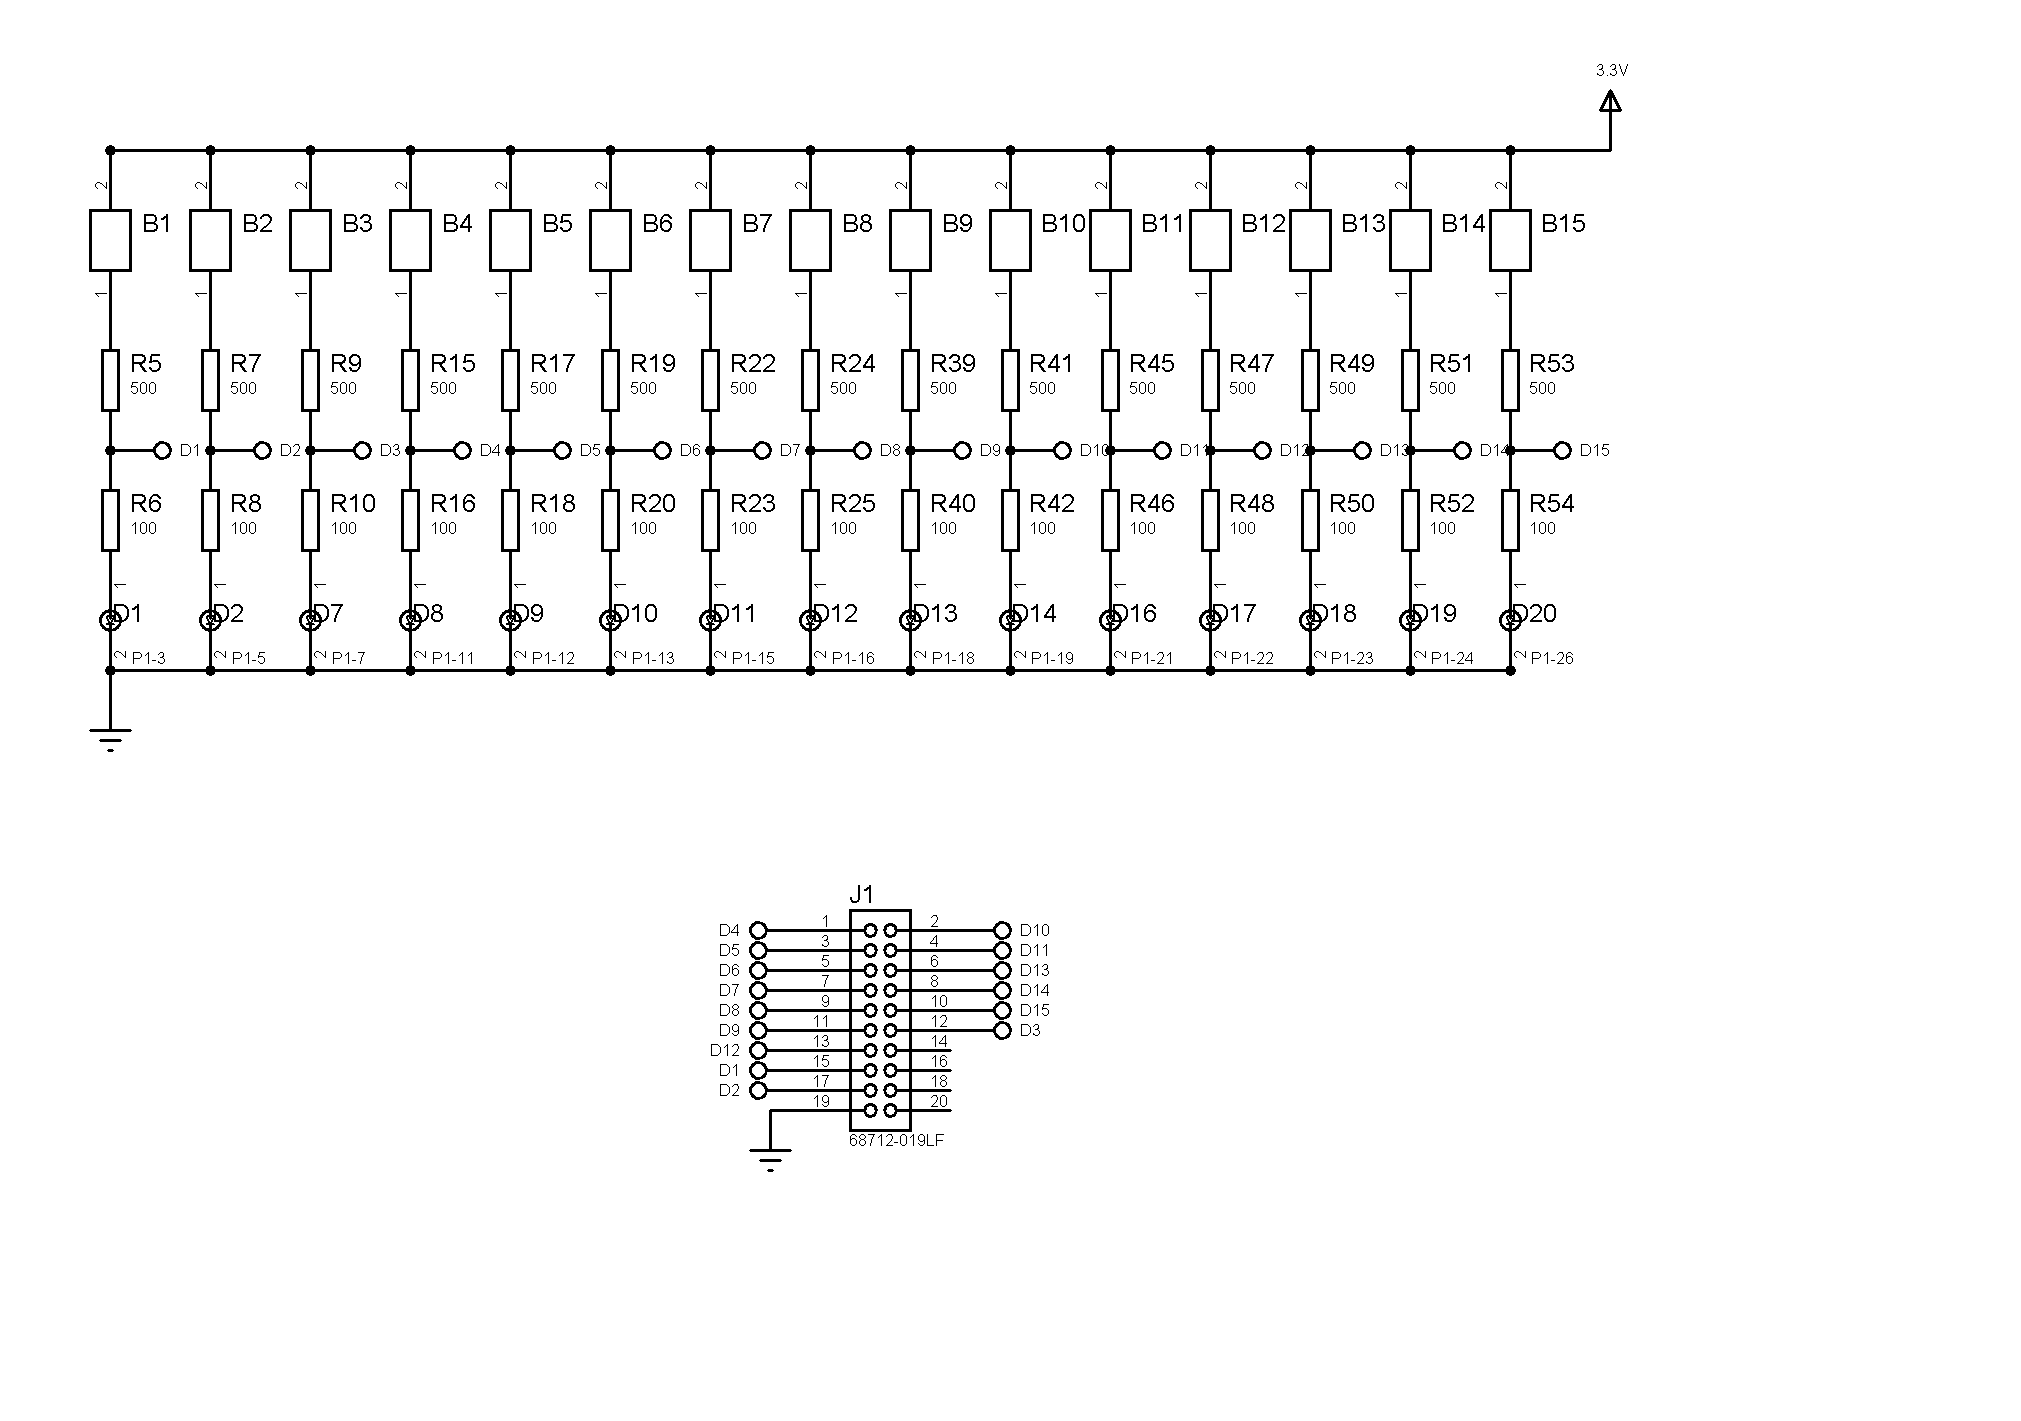 3.3V
2 2 2 2 2 2 2 2 2 2 2 2 2 2 2
B1 B2 B3 B4 B5 B6 B7 B8 B9 B10 B11 B12 B13 B14 B15
1 1 1 1 1 1 1 1 1 1 1 1 1 1 1
R5 R7 R9 R15 R17 R19 R22 R24 R39 R41 R45 R47 R49 R51 R53
500 500 500 500 500 500 500 500 500 500 500 500 500 500 500
D1 D2 D3 D4 D5 D6 D7 D8 D9 D10 D11 D12 D13 D14 D15
R6 R8 R10 R16 R18 R20 R23 R25 R40 R42 R46 R48 R50 R52 R54
100 100 100 100 100 100 100 100 100 100 100 100 100 100 100
1 1 1 1 1 1 1 1 1 1 1 1 1 1 1
D1 D2 D7 D8 D9 D10 D11 D12 D13 D14 D16 D17 D18 D19 D20
2 P1-3 2 P1-5 2 P1-7 2 P1-11 2 P1-12 2 P1-13 2 P1-15 2 P1-16 2 P1-18 2 P1-19 2 P1-21 2 P1-22 2 P1-23 2 P1-24 2 P1-26
J1
D4 1 2 D10
D5 3 4 D11
D6 5 6 D13
D7 7 8 D14
D8 9 10 D15
D9 11 12 D3
D12 13 14
D1 15 16
D2 17 18
19 20
68712-019LF